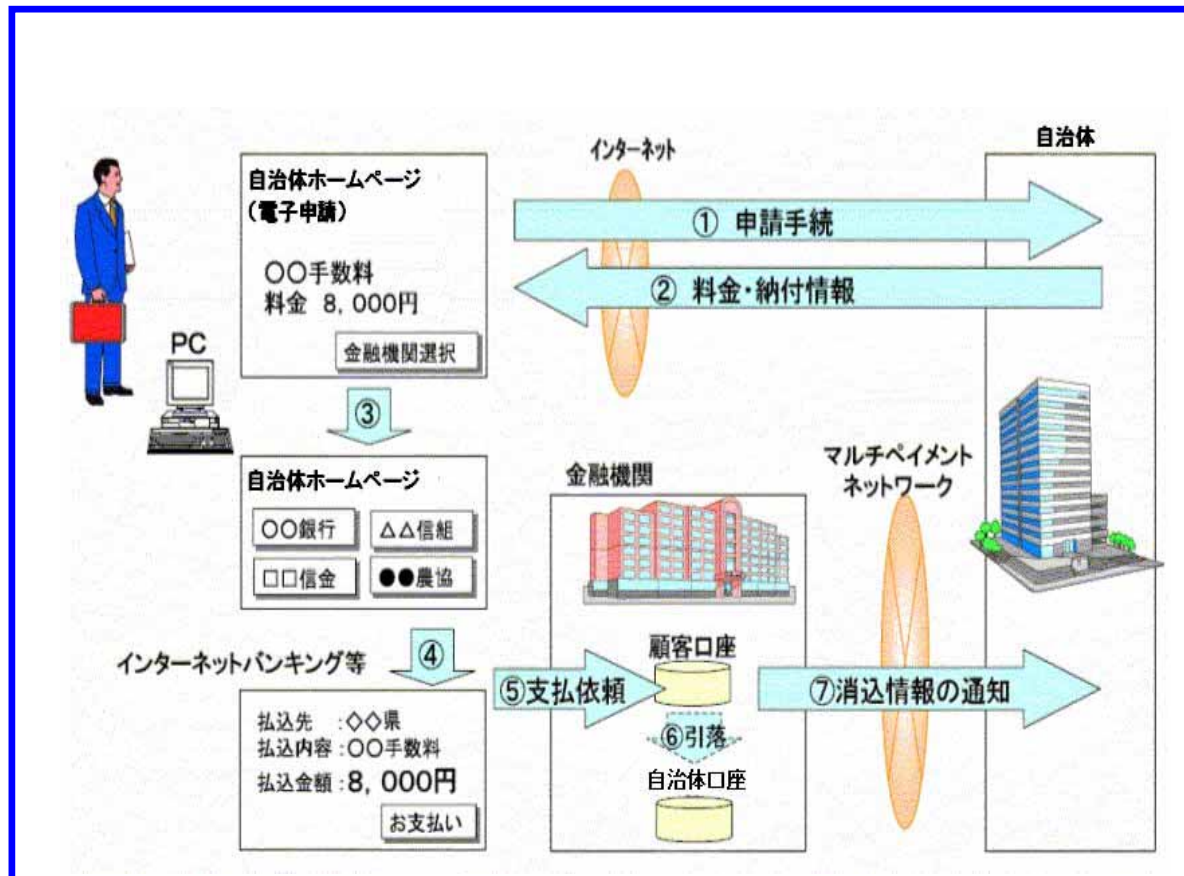 インターネット
自治体
自治体ホームページ
（電子申請）
○○手数料
料金 8,000円
金融機関選択
① 申請手続
② 料金・納付情報
PC
③
自治体ホームページ
○○銀行
△△信組
□□信金
●●農協
金融機関
マルチペイメント
ネットワーク
④
インターネットバンキング等
払込先 :◇◇県
払込内容:○○手数料
払込金額:8,000円
お支払い
⑤支払依頼
顧客口座
⑥引落
自治体口座
⑦消込情報の通知